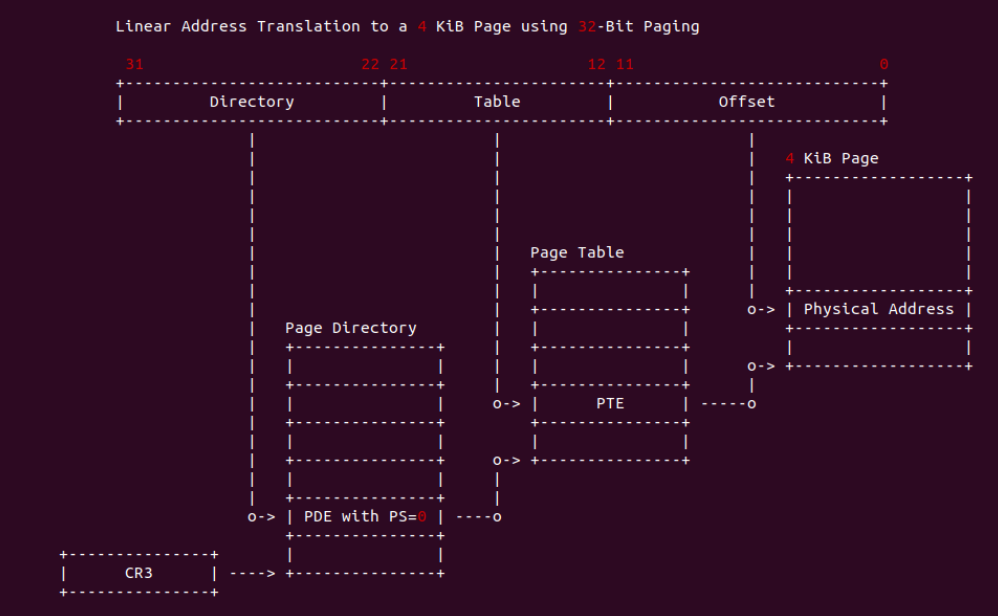 Linear Address Translation to a 4 KiB Page using 32-Bit Paging
31 22 21 12 11 0
Directory Table Offset
4 KiB Page
Page Table
Physical Address
Page Directory
PTE
PDE with PS=0
CR3